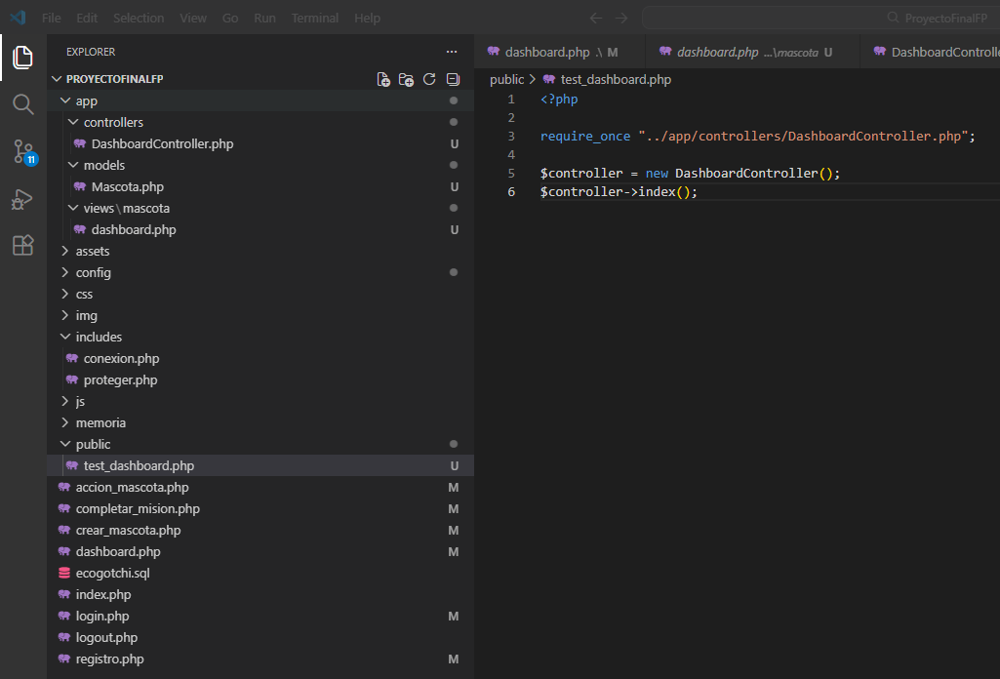 File Edit Selection View Go Run Terminal Help
ProyectoFinalFP
EXPLORER
PROYECTOFINALFP
app
controllers
DashboardController.php U
models
Mascota.php U
views\mascota
dashboard.php U
assets
config
css
img
includes
conexion.php
proteger.php
js
memoria
public
test_dashboard.php U
accion_mascota.php M
completar_mision.php M
crear_mascota.php M
dashboard.php M
ecogotchi.sql
index.php
login.php M
logout.php
registro.php M
11
dashboard.php .\ M
dashboard.php ...\mascota U
DashboardControlle
public > test_dashboard.php
1 <?php
2
3 require_once "../app/controllers/DashboardController.php";
4
5 $controller = new DashboardController();
6 $controller->index();